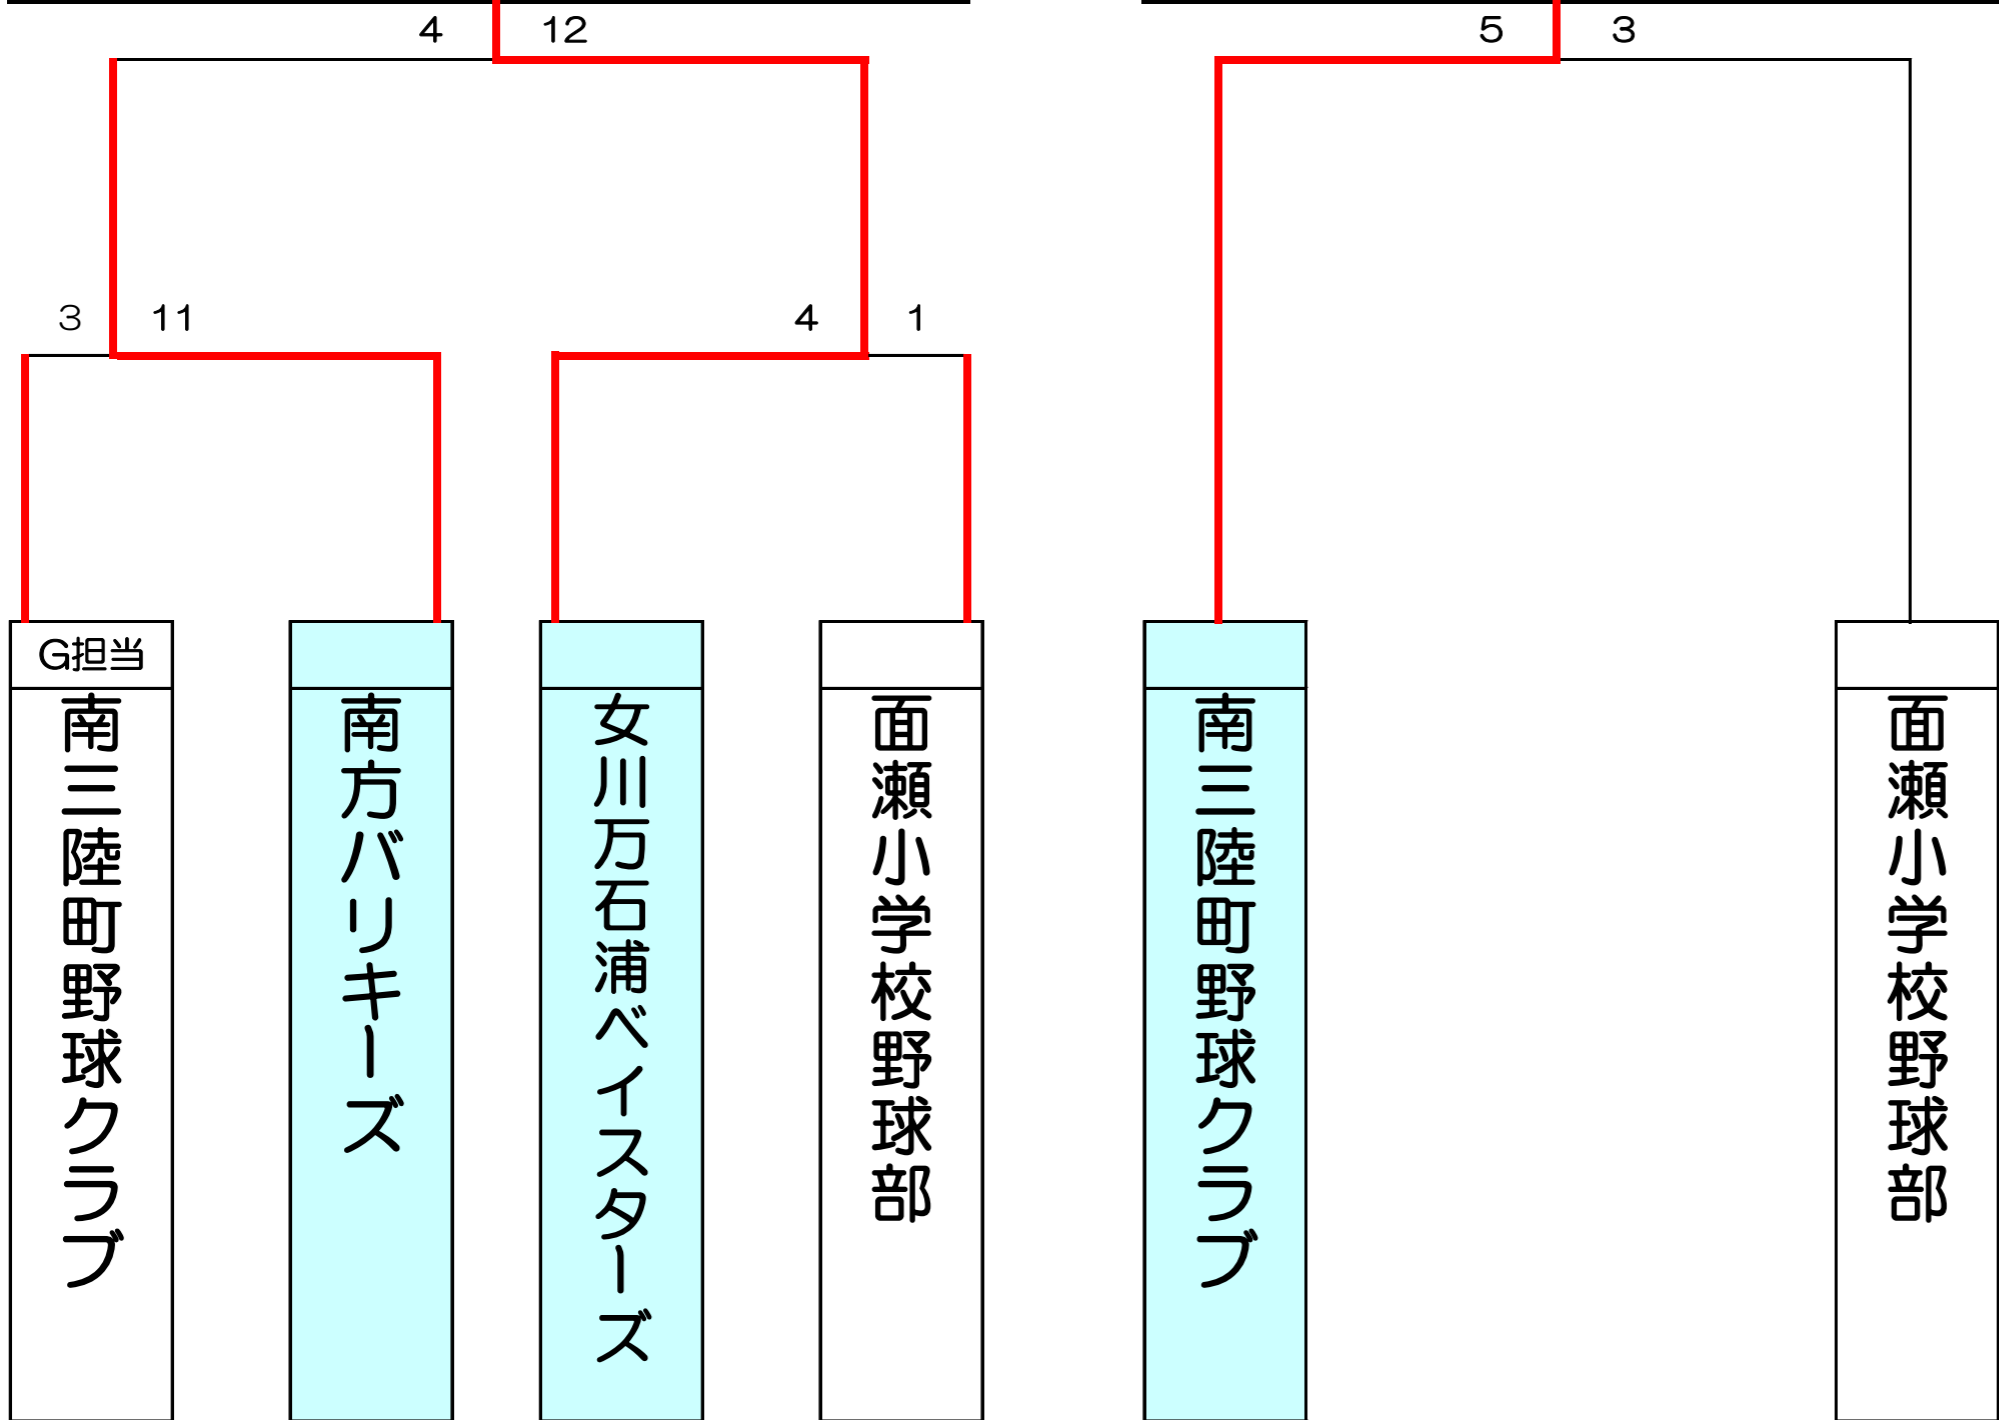 4 12
5 3
3 11
4 1
G担当
南三陸町野球クラブ
南方バリキーズ
女川万石浦ベイスターズ
面瀬小学校野球部
南三陸町野球クラブ
面瀬小学校野球部